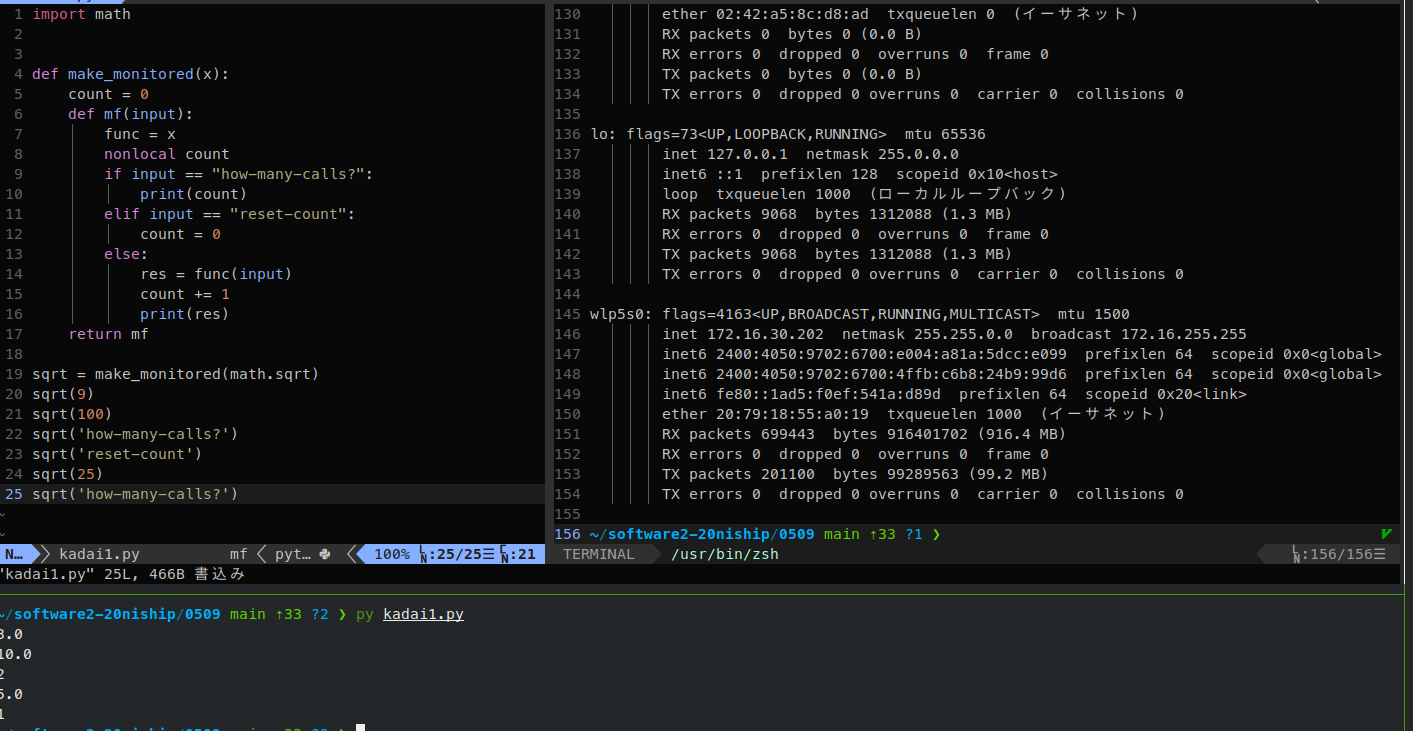 1 import math
2
3
4 def make_monitored(x):
5 count = 0
6 def mf(input):
7 func = x
8 nonlocal count
9 if input == "how-many-calls?":
10 print(count)
11 elif input == "reset-count":
12 count = 0
13 else:
14 res = func(input)
15 count += 1
16 print(res)
17 return mf
18
19 sqrt = make_monitored(math.sqrt)
20 sqrt(9)
21 sqrt(100)
22 sqrt('how-many-calls?')
23 sqrt('reset-count')
24 sqrt(25)
25 sqrt('how-many-calls?')
N… kadai1.py mf pyt… 100% LN:25/25☰ :21
"kadai1.py" 25L, 466B 書込み
130 ether 02:42:a5:8c:d8:ad txqueuelen 0 (イーサネット)
131 RX packets 0 bytes 0 (0.0 B)
132 RX errors 0 dropped 0 overruns 0 frame 0
133 TX packets 0 bytes 0 (0.0 B)
134 TX errors 0 dropped 0 overruns 0 carrier 0 collisions 0
135
136 lo: flags=73<UP,LOOPBACK,RUNNING> mtu 65536
137 inet 127.0.0.1 netmask 255.0.0.0
138 inet6 ::1 prefixlen 128 scopeid 0x10<host>
139 loop txqueuelen 1000 (ローカルループバック)
140 RX packets 9068 bytes 1312088 (1.3 MB)
141 RX errors 0 dropped 0 overruns 0 frame 0
142 TX packets 9068 bytes 1312088 (1.3 MB)
143 TX errors 0 dropped 0 overruns 0 carrier 0 collisions 0
144
145 wlp5s0: flags=4163<UP,BROADCAST,RUNNING,MULTICAST> mtu 1500
146 inet 172.16.30.202 netmask 255.255.0.0 broadcast 172.16.255.255
147 inet6 2400:4050:9702:6700:e004:a81a:5dcc:e099 prefixlen 64 scopeid 0x0<global>
148 inet6 2400:4050:9702:6700:4ffb:c6b8:24b9:99d6 prefixlen 64 scopeid 0x0<global>
149 inet6 fe80::1ad5:f0ef:541a:d89d prefixlen 64 scopeid 0x20<link>
150 ether 20:79:18:55:a0:19 txqueuelen 1000 (イーサネット)
151 RX packets 699443 bytes 916401702 (916.4 MB)
152 RX errors 0 dropped 0 overruns 0 frame 0
153 TX packets 201100 bytes 99289563 (99.2 MB)
154 TX errors 0 dropped 0 overruns 0 carrier 0 collisions 0
155
156 ~/software2-20niship/0509 main ⇡33 ?1 ❯
TERMINAL /usr/bin/zsh LN:156/156☰
~/software2-20niship/0509 main ⇡33 ?2 ❯ py kadai1.py
3.0
10.0
2
5.0
1